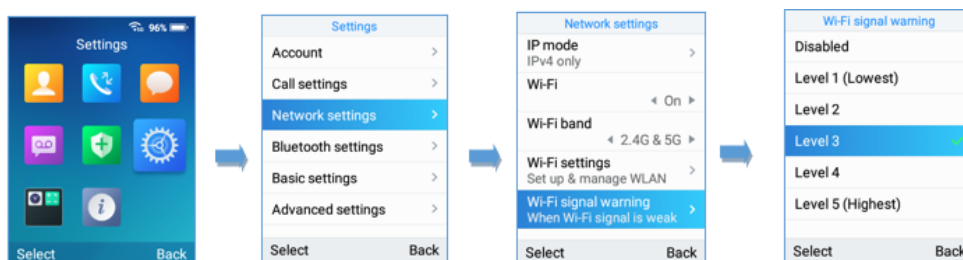 96%
Settings
Select Back
Settings
Account
Call settings
Network settings
Bluetooth settings
Basic settings
Advanced settings
Select Back
Network settings
IP mode
IPv4 only
Wi-Fi
On
Wi-Fi band
2.4G & 5G
Wi-Fi settings
Set up & manage WLAN
Wi-Fi signal warning
When Wi-Fi signal is weak
Select Back
Wi-Fi signal warning
Disabled
Level 1 (Lowest)
Level 2
Level 3
Level 4
Level 5 (Highest)
Select Back